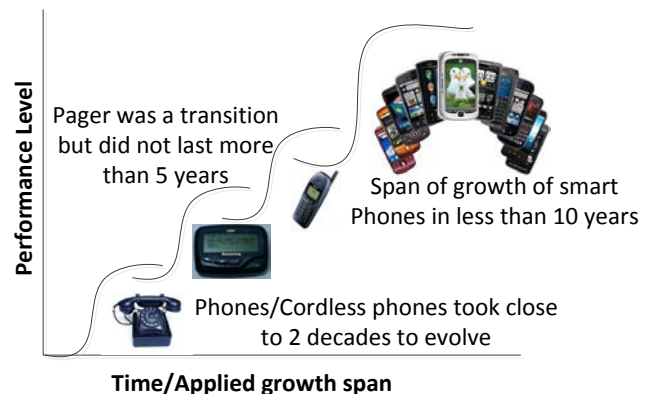 Performance Level
Pager was a transition
but did not last more
than 5 years
Span of growth of smart
Phones in less than 10 years
Phones/Cordless phones took close
to 2 decades to evolve
Time/Applied growth span